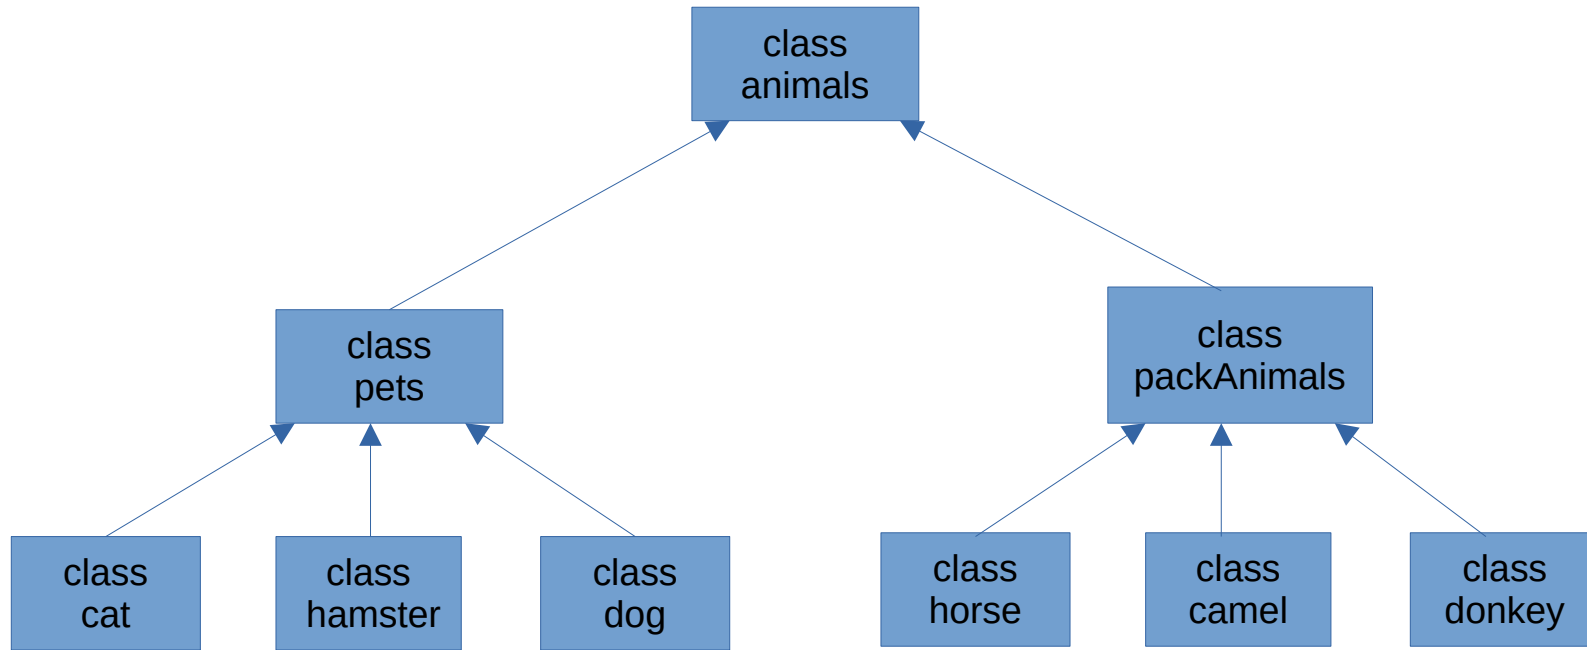 class
animals
class
pets
class
packAnimals
class
cat
class
hamster
class
dog
class
horse
class
camel
class
donkey